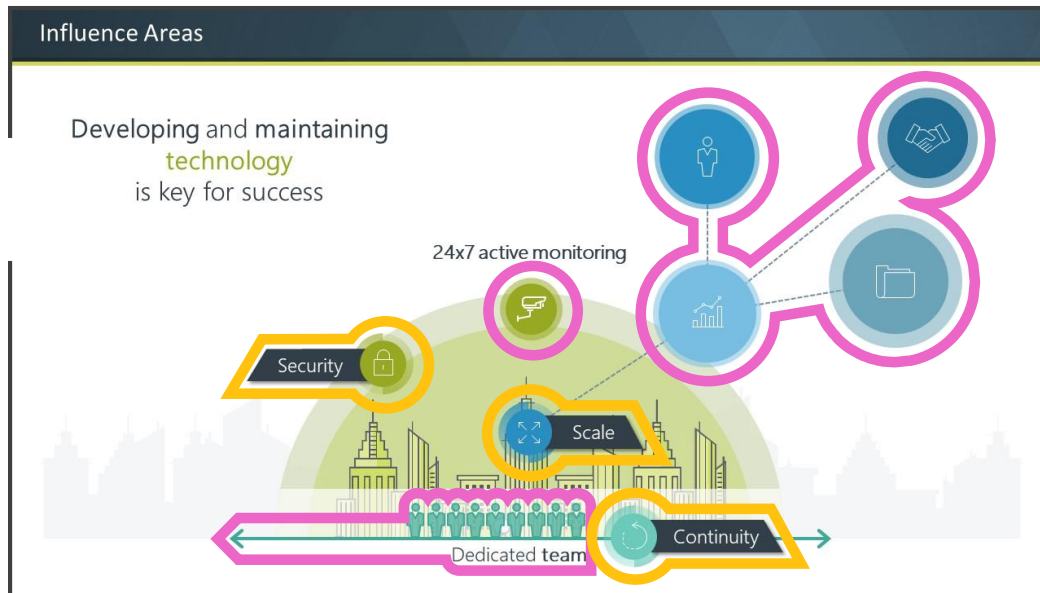 Influence Areas
Developing and maintaining
technology
is key for success
24x7 active monitoring
Security
Scale
Continuity
Dedicated team